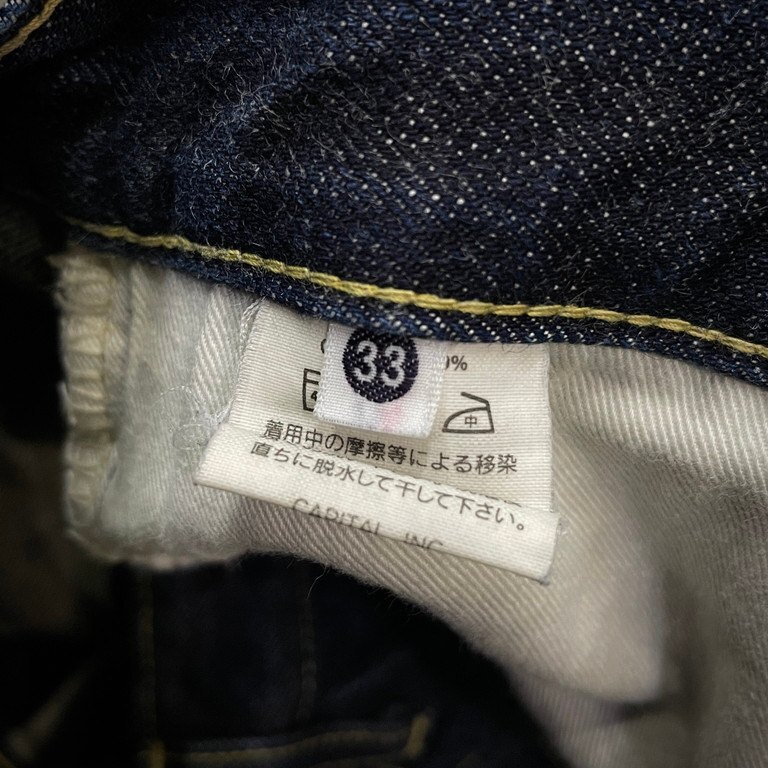 33
%
中
着用中の摩擦等による移染
直ちに脱水して干して下さい。
CAPITAL INC